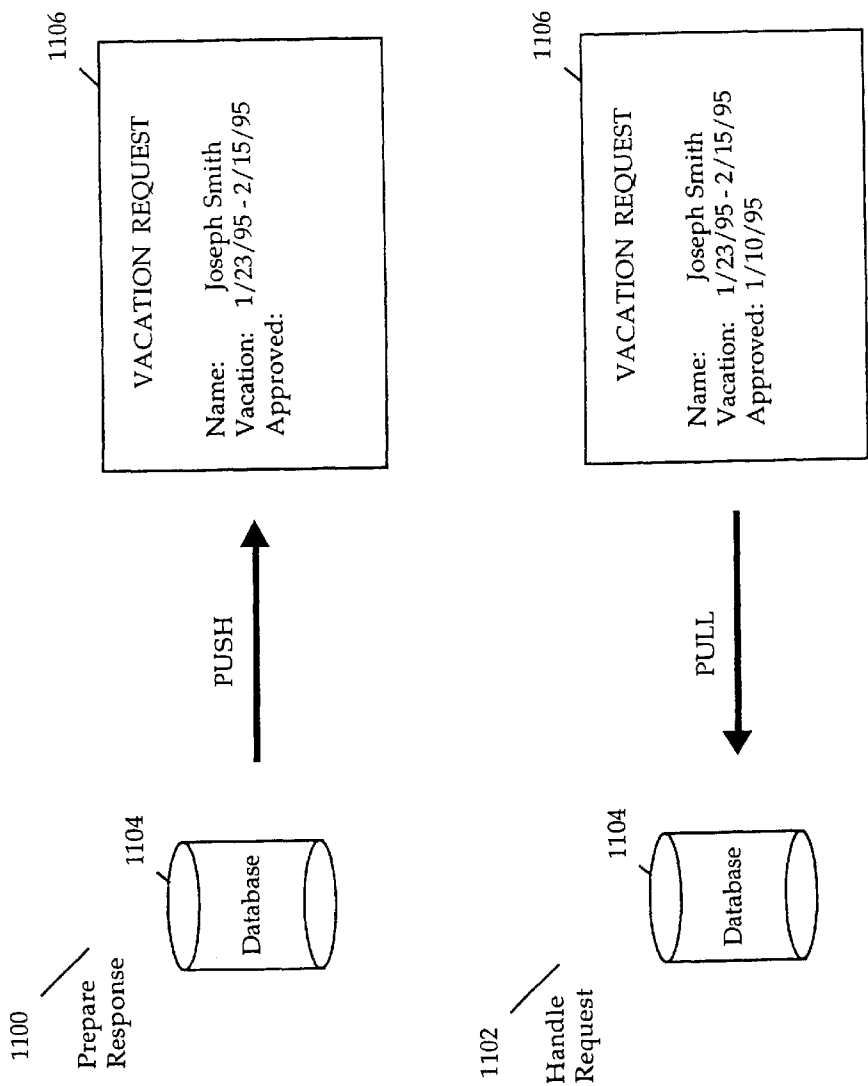 1100
Prepare
Response
1104
Database
PUSH
1106
VACATION REQUEST
Name: Joseph Smith
Vacation: 1/23/95 - 2/15/95
Approved:
1102
Handle
Request
1104
Database
PULL
1106
VACATION REQUEST
Name: Joseph Smith
Vacation: 1/23/95 - 2/15/95
Approved: 1/10/95